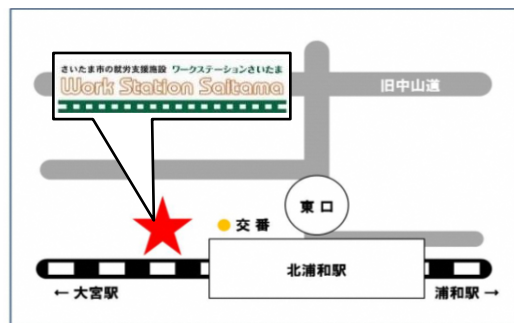 さいたま市の就労支援施設 ワークステーションさいたま
Work Station Saitama
旧中山道
東口
交番
北浦和駅
← 大宮駅
浦和駅 →